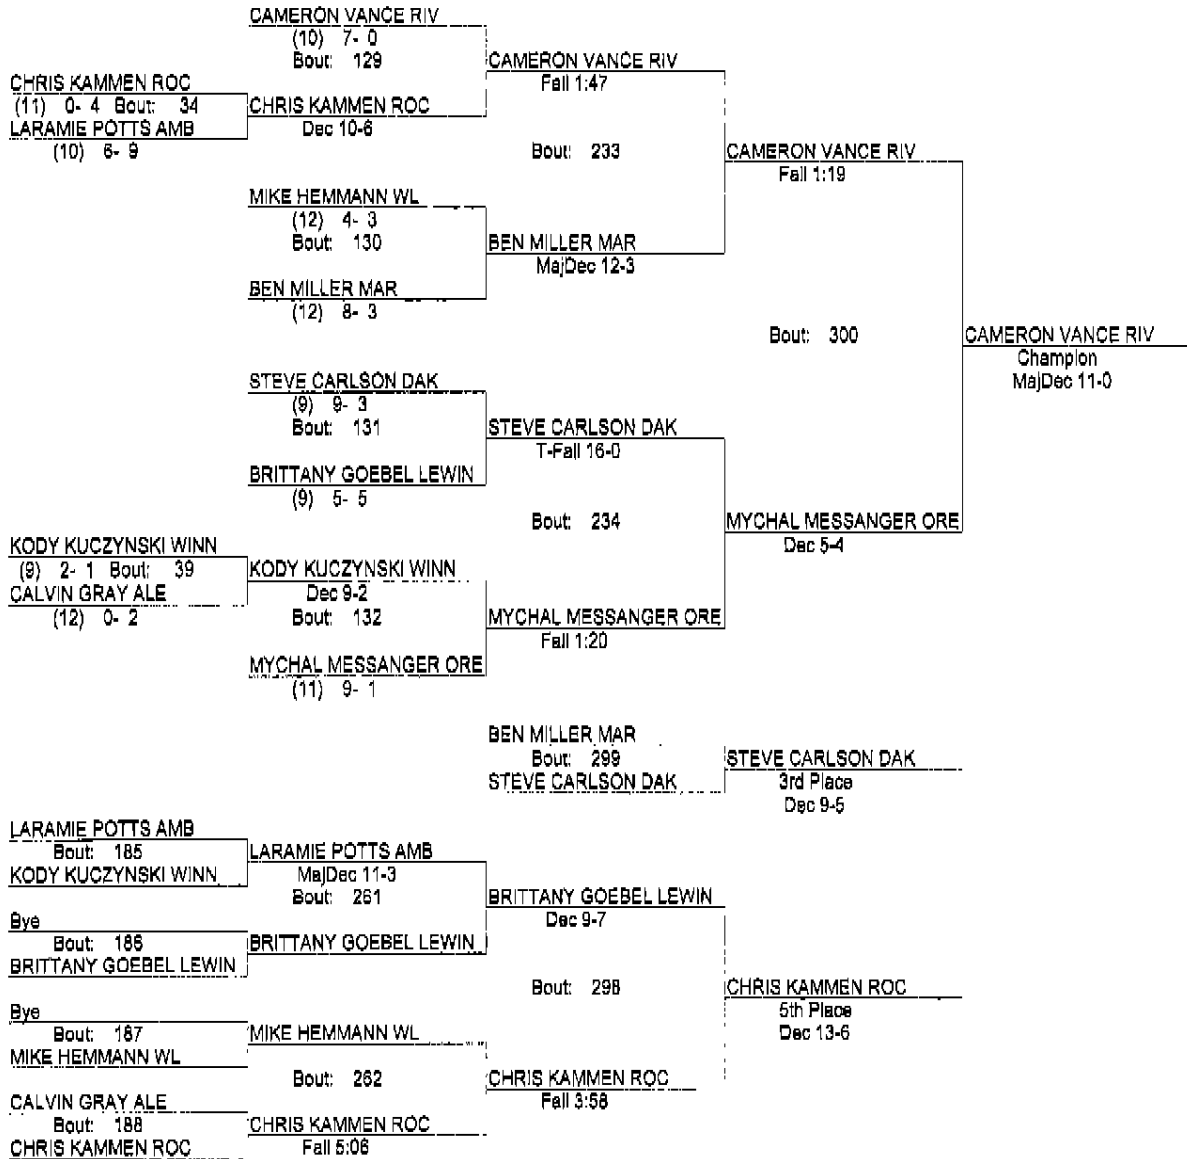 CAMERON VANCE RIV
(10) 7- 0
Bout: 129
CAMERON VANCE RIV
Fall 1:47
CHRIS KAMMEN ROC
(11) 0- 4 Bout: 34
LARAMIE POTTS AMB
(10) 6- 9
CHRIS KAMMEN ROC
Dec 10-6
Bout: 233
CAMERON VANCE RIV
Fall 1:19
MIKE HEMMANN WL
(12) 4- 3
Bout: 130
BEN MILLER MAR
MajDec 12-3
BEN MILLER MAR
(12) 8- 3
Bout: 300
CAMERON VANCE RIV
Champion
MajDec 11-0
STEVE CARLSON DAK
(9) 9- 3
Bout: 131
STEVE CARLSON DAK
T-Fall 16-0
BRITTANY GOEBEL LEWIN
(9) 5- 5
Bout: 234
MYCHAL MESSANGER ORE
Dec 5-4
KODY KUCZYNSKI WINN
(9) 2- 1 Bout: 39
CALVIN GRAY ALE
(12) 0- 2
KODY KUCZYNSKI WINN
Dec 9-2
Bout: 132
MYCHAL MESSANGER ORE
Fall 1:20
MYCHAL MESSANGER ORE
(11) 9- 1
BEN MILLER MAR
Bout: 299
STEVE CARLSON DAK
STEVE CARLSON DAK
3rd Place
Dec 9-5
LARAMIE POTTS AMB
Bout: 185
KODY KUCZYNSKI WINN
LARAMIE POTTS AMB
MajDec 11-3
Bout: 261
BRITTANY GOEBEL LEWIN
Dec 9-7
Bye
Bout: 186
BRITTANY GOEBEL LEWIN
BRITTANY GOEBEL LEWIN
Bout: 298
CHRIS KAMMEN ROC
5th Place
Dec 13-6
Bye
Bout: 187
MIKE HEMMANN WL
MIKE HEMMANN WL
Bout: 262
CHRIS KAMMEN ROC
Fall 3:58
CALVIN GRAY ALE
Bout: 188
CHRIS KAMMEN ROC
CHRIS KAMMEN ROC
Fall 5:06